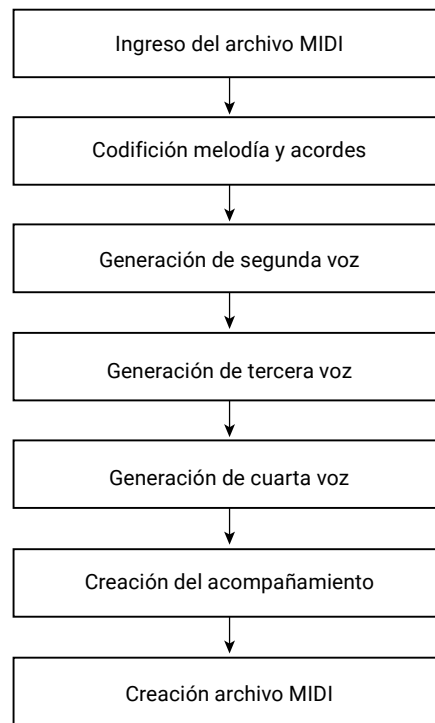 Ingreso del archivo MIDI
Codifición melodía y acordes
Generación de segunda voz
Generación de tercera voz
Generación de cuarta voz
Creación del acompañamiento
Creación archivo MIDI